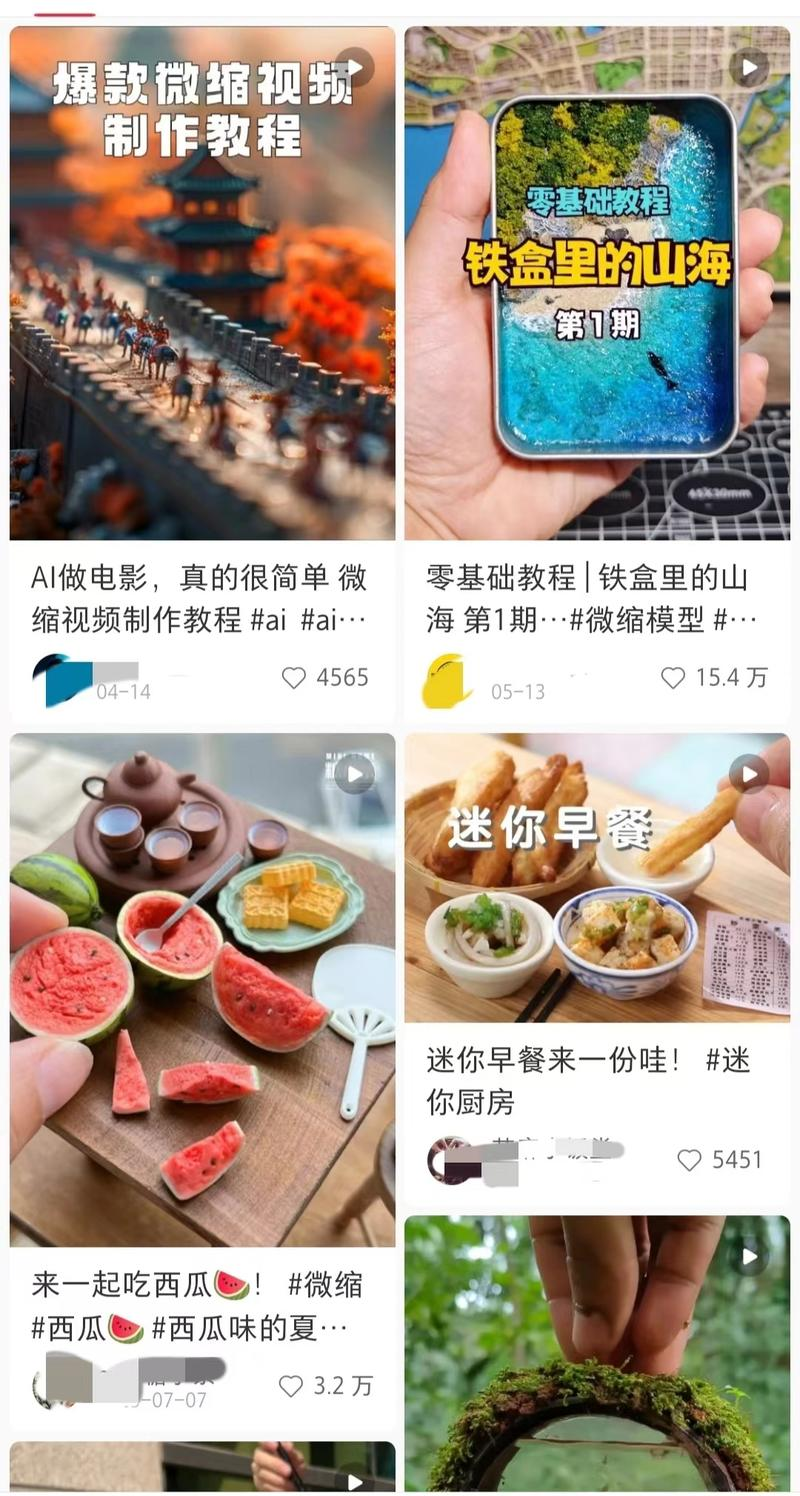 爆款微缩视频
制作教程
AI做电影，真的很简单 微
缩视频制作教程 #ai #ai…
04-14
4565
零基础教程
铁盒里的山海
第1期
零基础教程 | 铁盒里的山
海 第1期…#微缩模型 #…
05-13
15.4 万
来一起吃西瓜🍉！ #微缩
#西瓜🍉 #西瓜味的夏…
-07-07
3.2 万
迷你早餐
迷你早餐来一份哇！ #迷
你厨房
5451